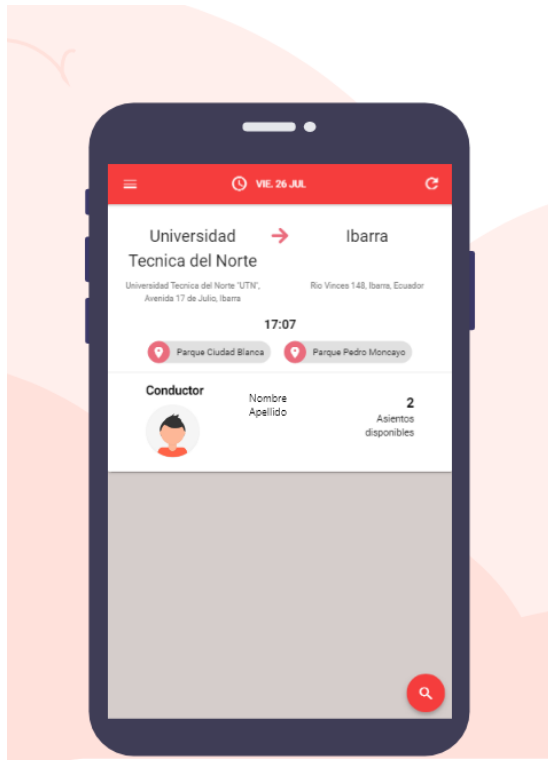 VIE. 26 JUL.
Universidad
Tecnica del Norte
Ibarra
Universidad Tecnica del Norte "UTN",
Avenida 17 de Julio, Ibarra
Rio Vinces 148, Ibarra, Ecuador
17:07
Parque Ciudad Blanca
Parque Pedro Moncayo
Conductor
Nombre
Apellido
2
Asientos
disponibles